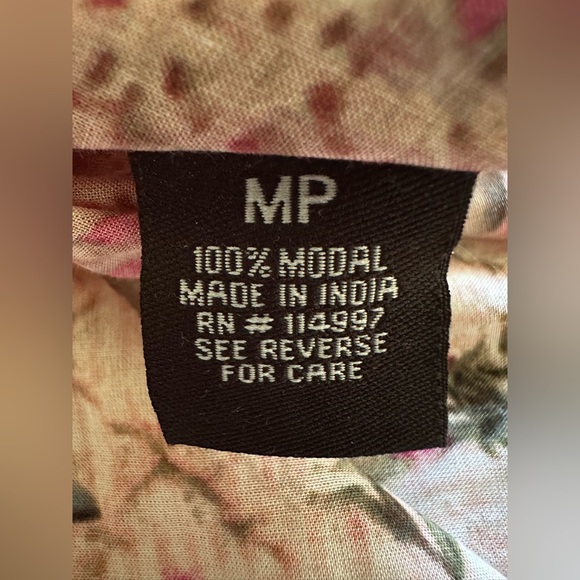 MP
100% MODAL
MADE IN INDIA
RN # 114997
SEE REVERSE
FOR CARE